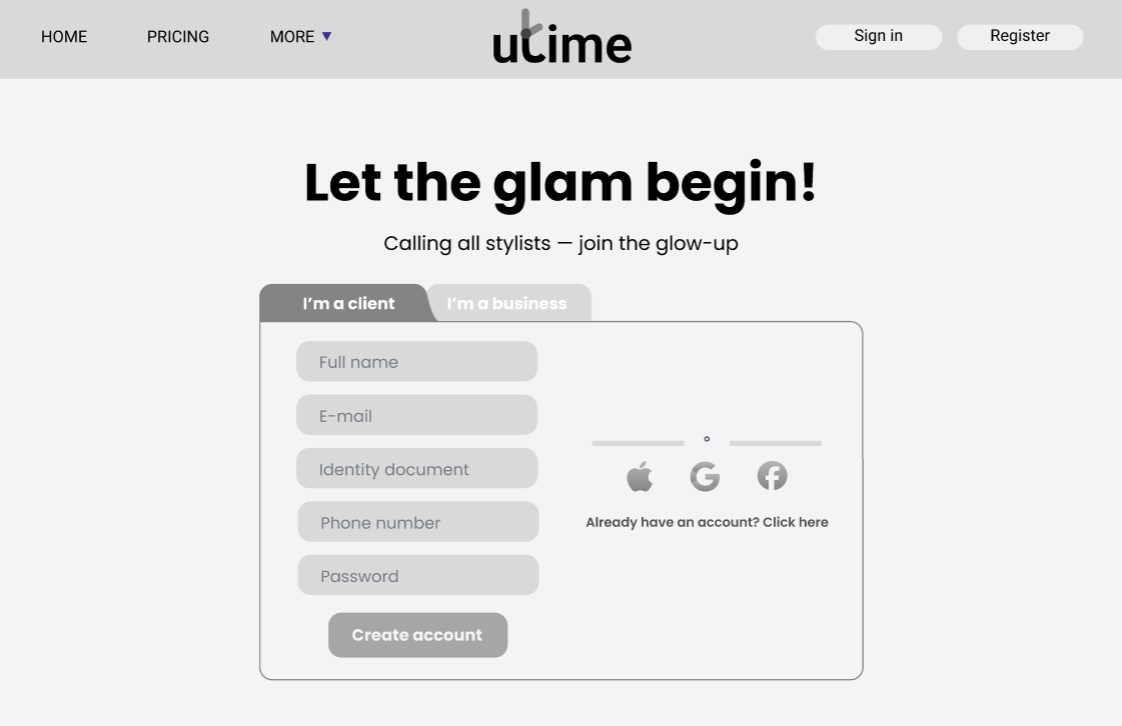 HOME
PRICING
MORE ▼
utime
Sign in
Register
Let the glam begin!
Calling all stylists — join the glow-up
I'm a client
I'm a business
Full name
E-mail
Identity document
Phone number
Password
Create account
Already have an account? Click here